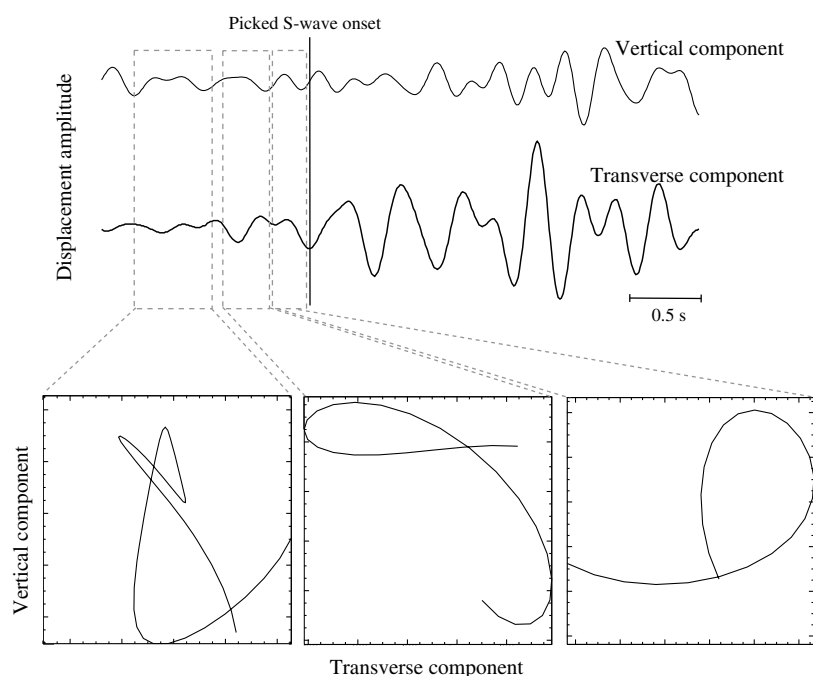 Picked S-wave onset
Vertical component
Displacement amplitude
Transverse component
0.5 s
Vertical component
Transverse component